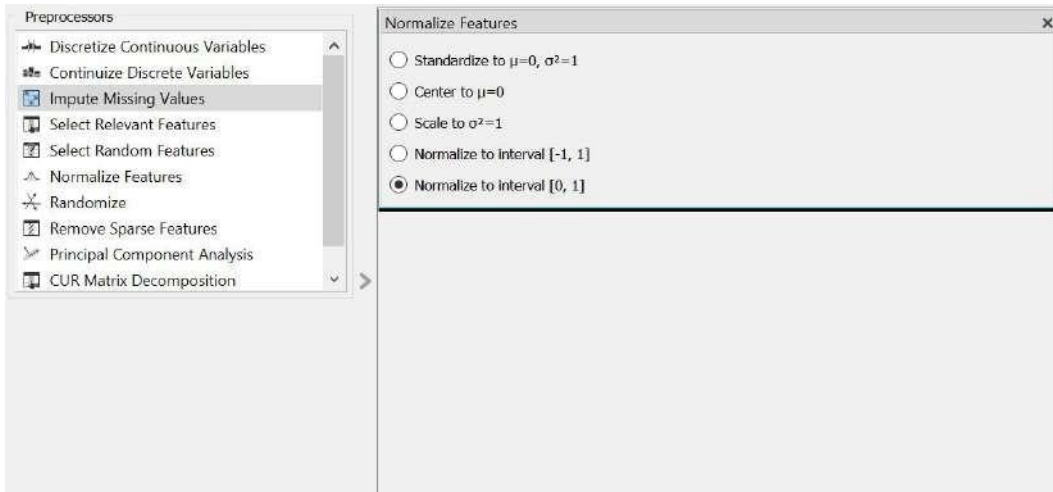 Preprocessors
Discretize Continuous Variables
Continuize Discrete Variables
Impute Missing Values
Select Relevant Features
Select Random Features
Normalize Features
Randomize
Remove Sparse Features
Principal Component Analysis
CUR Matrix Decomposition
Normalize Features
Standardize to μ=0, σ²=1
Center to μ=0
Scale to σ²=1
Normalize to interval [-1, 1]
Normalize to interval [0, 1]